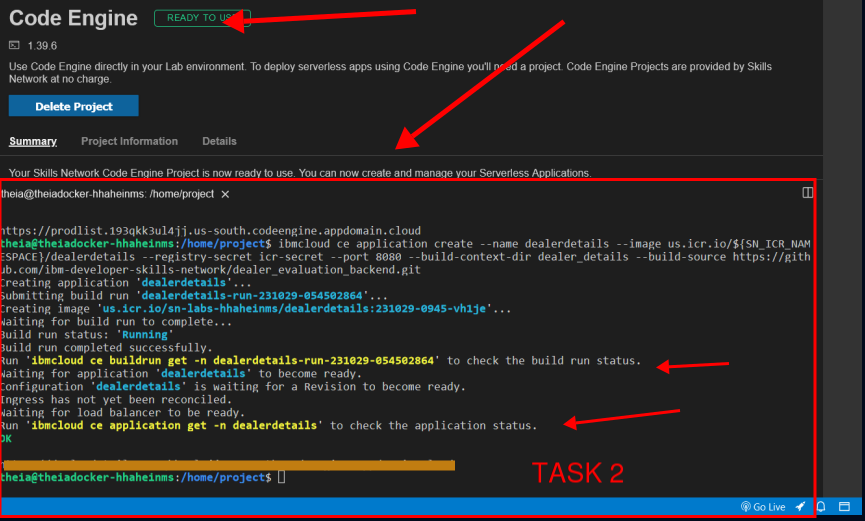 Code Engine READY TO US
1.39.6
Use Code Engine directly in your Lab environment. To deploy serverless apps using Code Engine you'll need a project. Code Engine Projects are provided by Skills
Network at no charge.
Delete Project
Summary Project Information Details
Your Skills Network Code Engine Project is now ready to use. You can now create and manage your Serverless Applications.
theia@theiadocker-hhaheinms: /home/project ×
https://prodlist.193qkk3ul4jj.us-south.codeengine.appdomain.cloud
theia@theiadocker-hhaheinms:/home/project$ ibmcloud ce application create --name dealerdetails --image us.icr.io/${SN_ICR_NAM
ESPACE}/dealerdetails --registry-secret icr-secret --port 8080 --build-context-dir dealer_details --build-source https://gith
ub.com/ibm-developer-skills-network/dealer_evaluation_backend.git
Creating application 'dealerdetails'...
Submitting build run 'dealerdetails-run-231029-054502864'...
Creating image 'us.icr.io/sn-labs-hhaheinms/dealerdetails:231029-0945-vh1je'...
Waiting for build run to complete...
Build run status: 'Running'
Build run completed successfully.
Run 'ibmcloud ce buildrun get -n dealerdetails-run-231029-054502864' to check the build run status.
Waiting for application 'dealerdetails' to become ready.
Configuration 'dealerdetails' is waiting for a Revision to become ready.
Ingress has not yet been reconciled.
Waiting for load balancer to be ready.
Run 'ibmcloud ce application get -n dealerdetails' to check the application status.
OK
theia@theiadocker-hhaheinms:/home/project$
TASK 2
Go Live